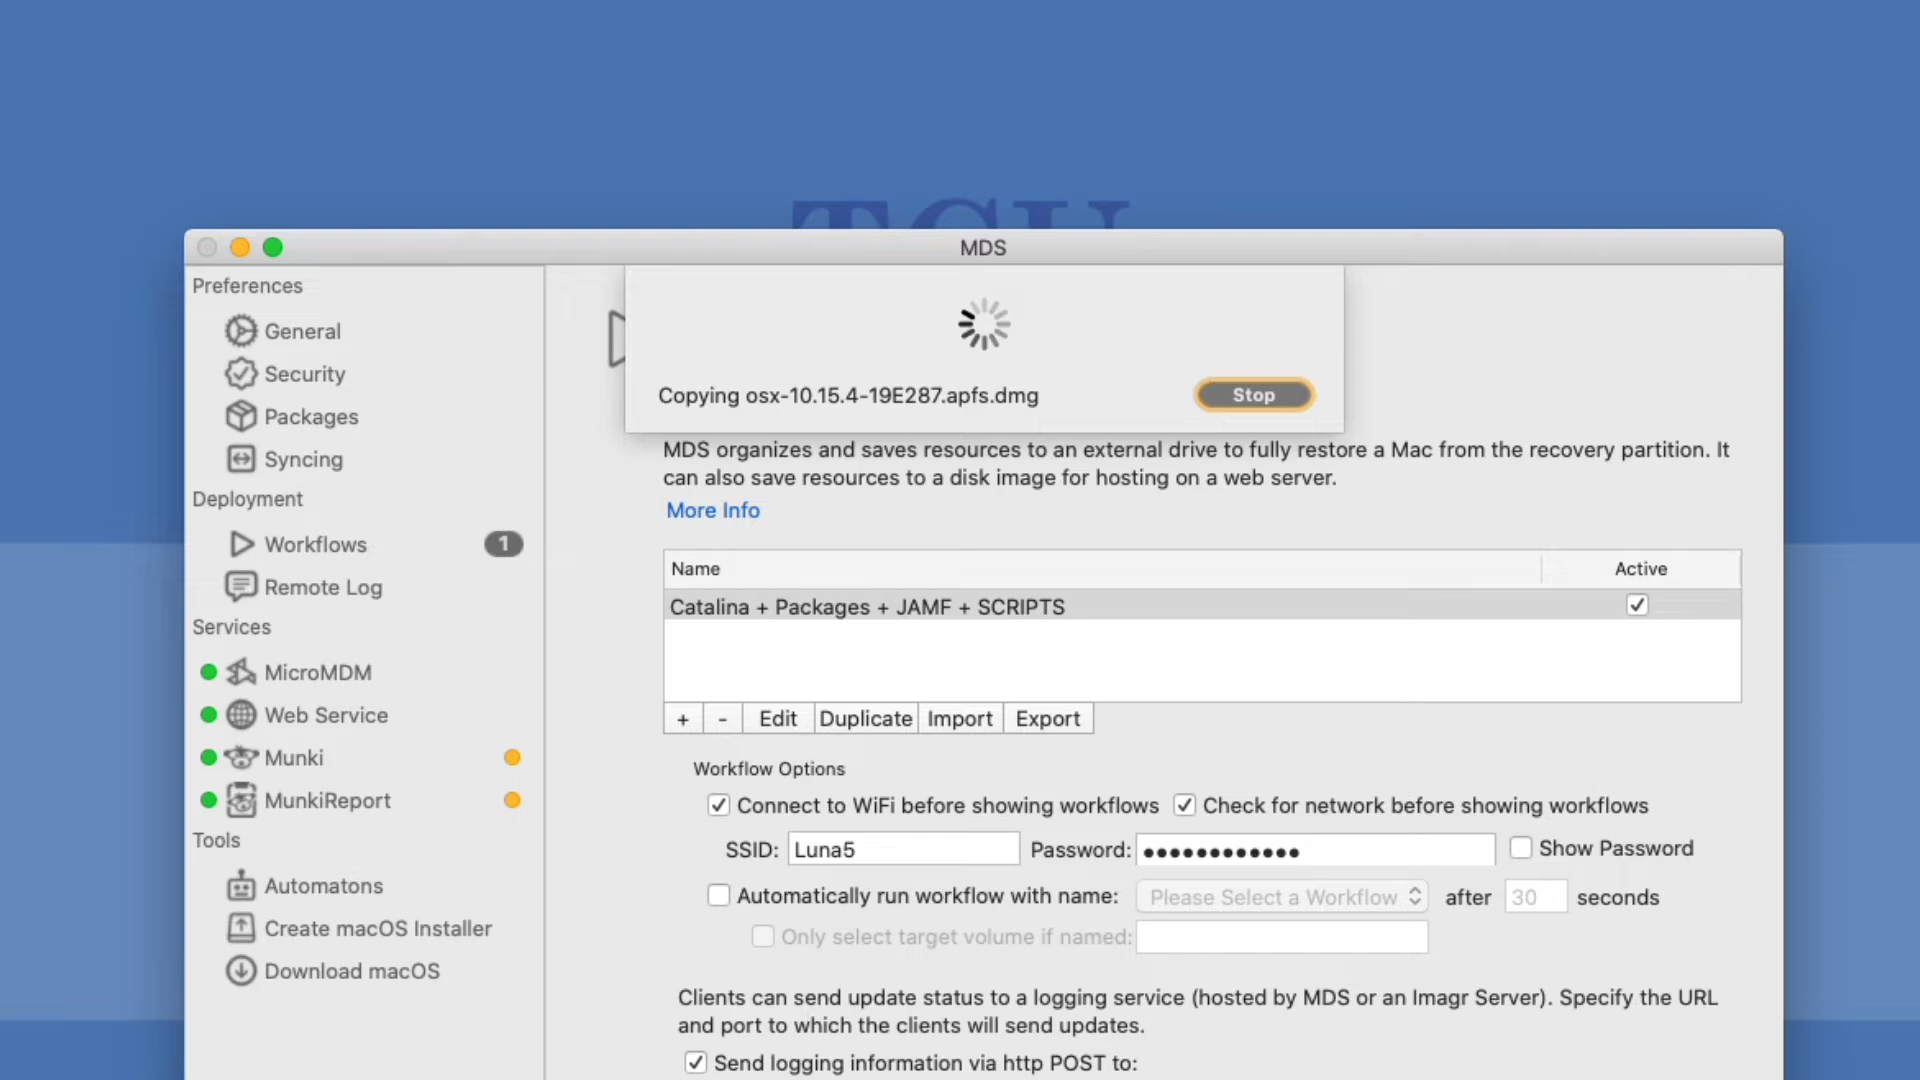 TCU
MDS
Preferences
General
Security
Packages
Syncing
Deployment
Workflows 1
Remote Log
Services
MicroMDM
Web Service
Munki
MunkiReport
Tools
Automatons
Create macOS Installer
Download macOS
Copying osx-10.15.4-19E287.apfs.dmg Stop
MDS organizes and saves resources to an external drive to fully restore a Mac from the recovery partition. It
can also save resources to a disk image for hosting on a web server.
More Info
Name Active
Catalina + Packages + JAMF + SCRIPTS
+ - Edit Duplicate Import Export
Workflow Options
Connect to WiFi before showing workflows Check for network before showing workflows
SSID: Luna5 Password: ●●●●●●●●●●●● Show Password
Automatically run workflow with name: Please Select a Workflow after 30 seconds
Only select target volume if named:
Clients can send update status to a logging service (hosted by MDS or an Imagr Server). Specify the URL
and port to which the clients will send updates.
Send logging information via http POST to: